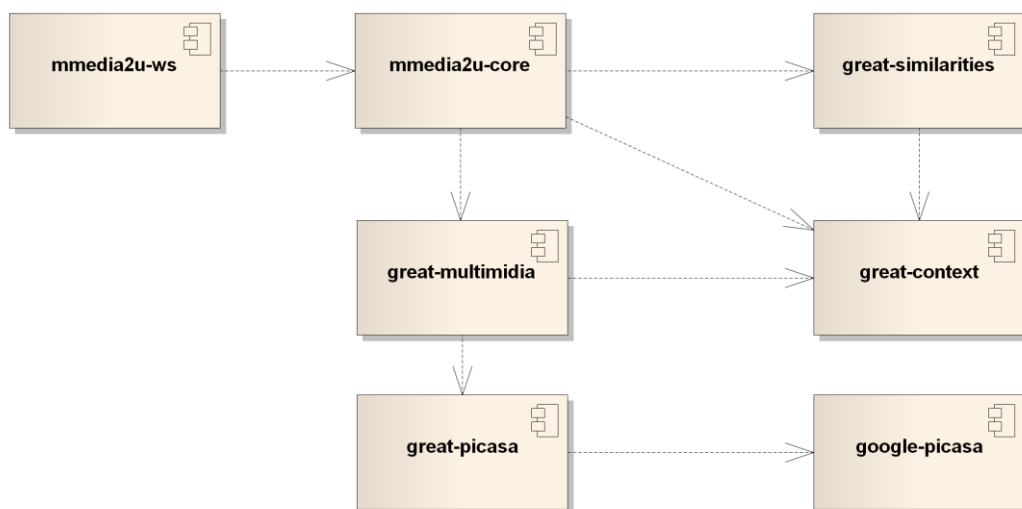 mmedia2u-ws
mmedia2u-core
great-similarities
great-multimidia
great-context
great-picasa
google-picasa